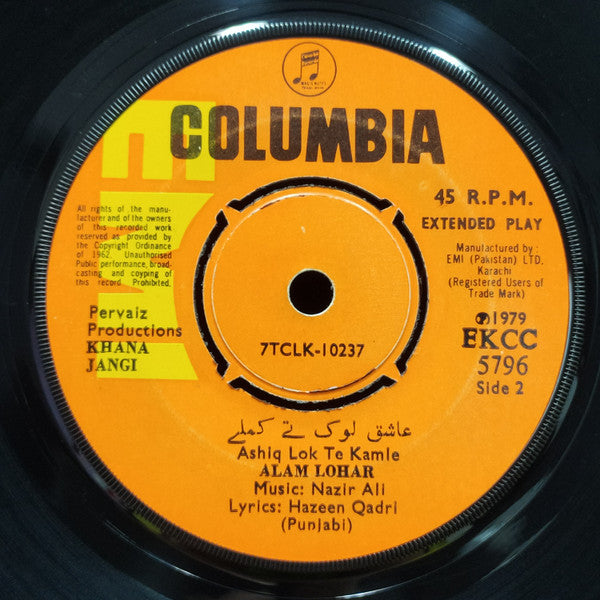 COLUMBIA
All rights of the manu-
facturer and of the owners
of this recorded work
reserved as provided by
the Copyright Ordinance
of 1962. Unauthorised
Public performance, broad-
casting and coyping of
this record Prohibited.
Pervaiz
Productions
KHANA
JANGI
45 R.P.M.
EXTENDED PLAY
Manufactured by:
EMI (Pakistan) LTD.
Karachi
(Registered Users of
Trade Mark)
℗1979
EKCC
5796
Side 2
7TCLK-10237
EMI
عاشق لوک تے کملے
Ashiq Lok Te Kamle
ALAM LOHAR
Music: Nazir Ali
Lyrics: Hazeen Qadri
(Punjabi)